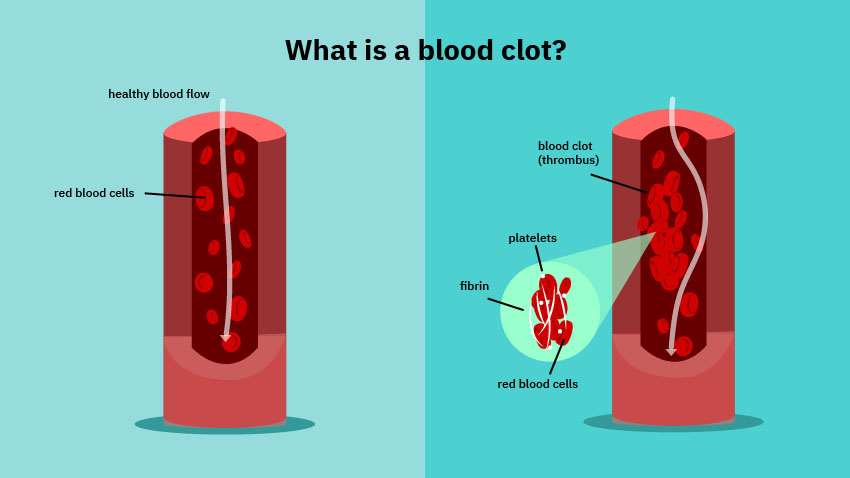 What is a blood clot?
healthy blood flow
red blood cells
blood clot
(thrombus)
platelets
fibrin
red blood cells